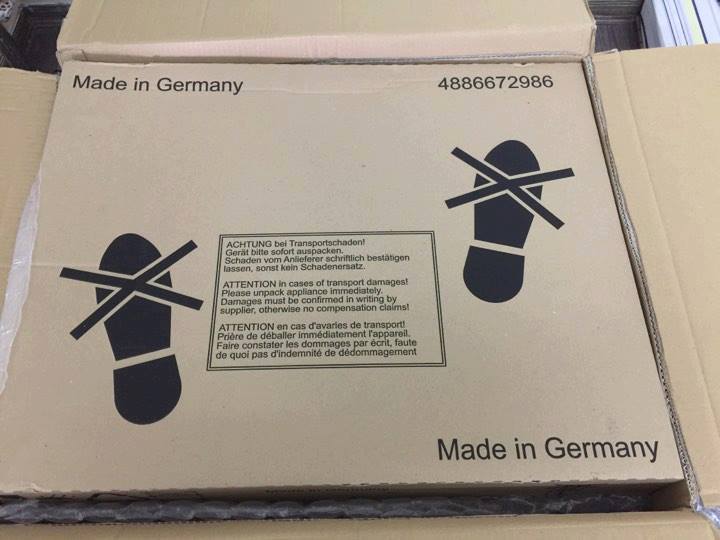 Made in Germany
4886672986
ACHTUNG bei Transportschaden!
Gerät bitte sofort auspacken.
Schaden vom Anlieferer schriftlich bestätigen
lassen, sonst kein Schadenersatz.
ATTENTION in cases of transport damages!
Please unpack appliance immediately.
Damages must be confirmed in writing by
supplier, otherwise no compensation claims!
ATTENTION en cas d'avaries de transport!
Prière de déballer immédiatement l'appareil.
Faire constater les dommages par écrit, faute
de quoi pas d'indemnité de dédommagement
Made in Germany